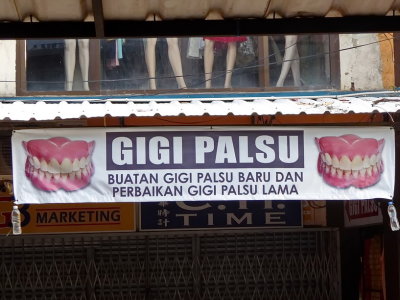 GIGI PALSU
BUATAN GIGI PALSU BARU DAN
PERBAIKAN GIGI PALSU LAMA
MARKETING
TIME